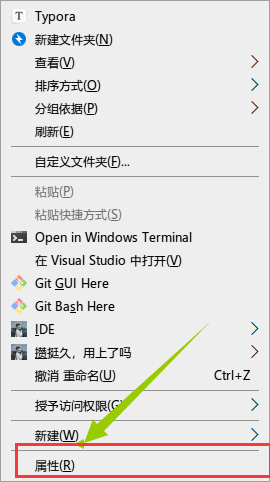 Typora
新建文件夹(N)
查看(V)
排序方式(O)
分组依据(P)
刷新(E)
自定义文件夹(F)...
粘贴(P)
粘贴快捷方式(S)
Open in Windows Terminal
在 Visual Studio 中打开(V)
Git GUI Here
Git Bash Here
IDE
攒挺久，用上了吗
撤消 重命名(U) Ctrl+Z
授予访问权限(G)
新建(W)
属性(R)